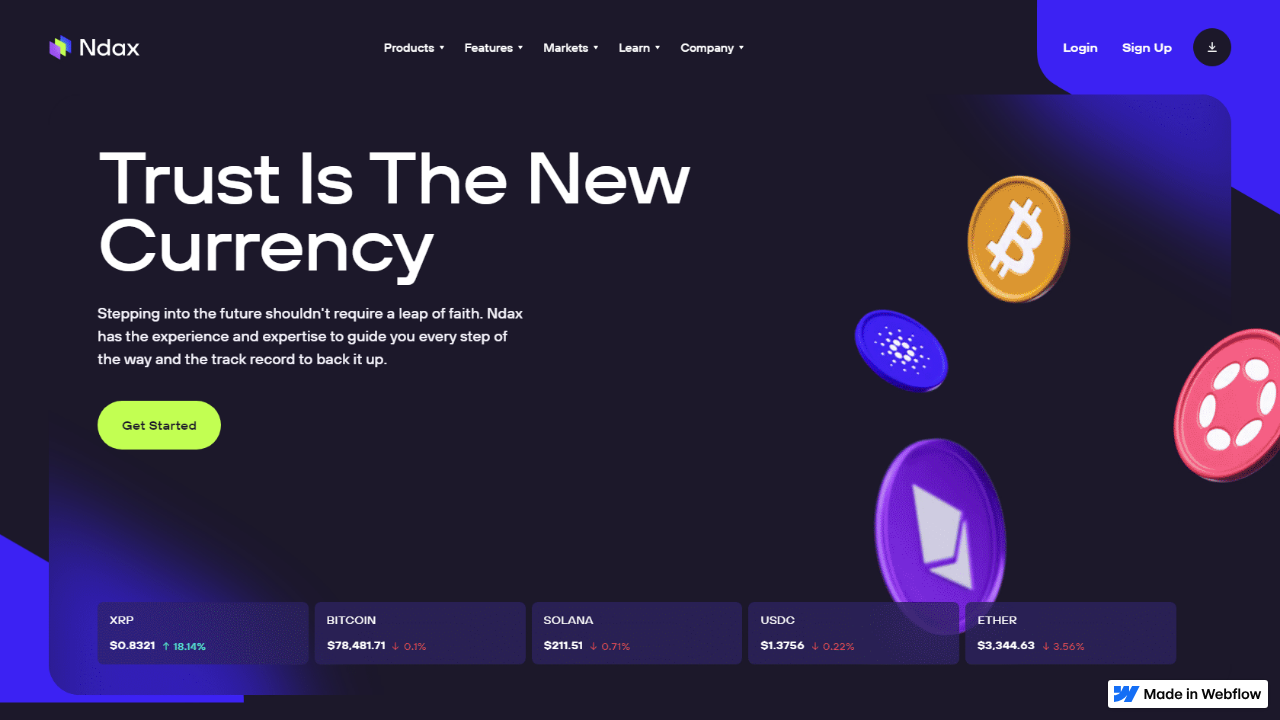 Ndax
Products Features Markets Learn Company
Login Sign Up
Trust Is The New
Currency
Stepping into the future shouldn't require a leap of faith. Ndax
has the experience and expertise to guide you every step of
the way and the track record to back it up.
Get Started
XRP
$0.8321 ↑ 18.14%
BITCOIN
$78,481.71 ↓ 0.1%
SOLANA
$211.51 ↓ 0.71%
USDC
$1.3756 ↓ 0.22%
ETHER
$3,344.63 ↓ 3.56%
Made in Webflow